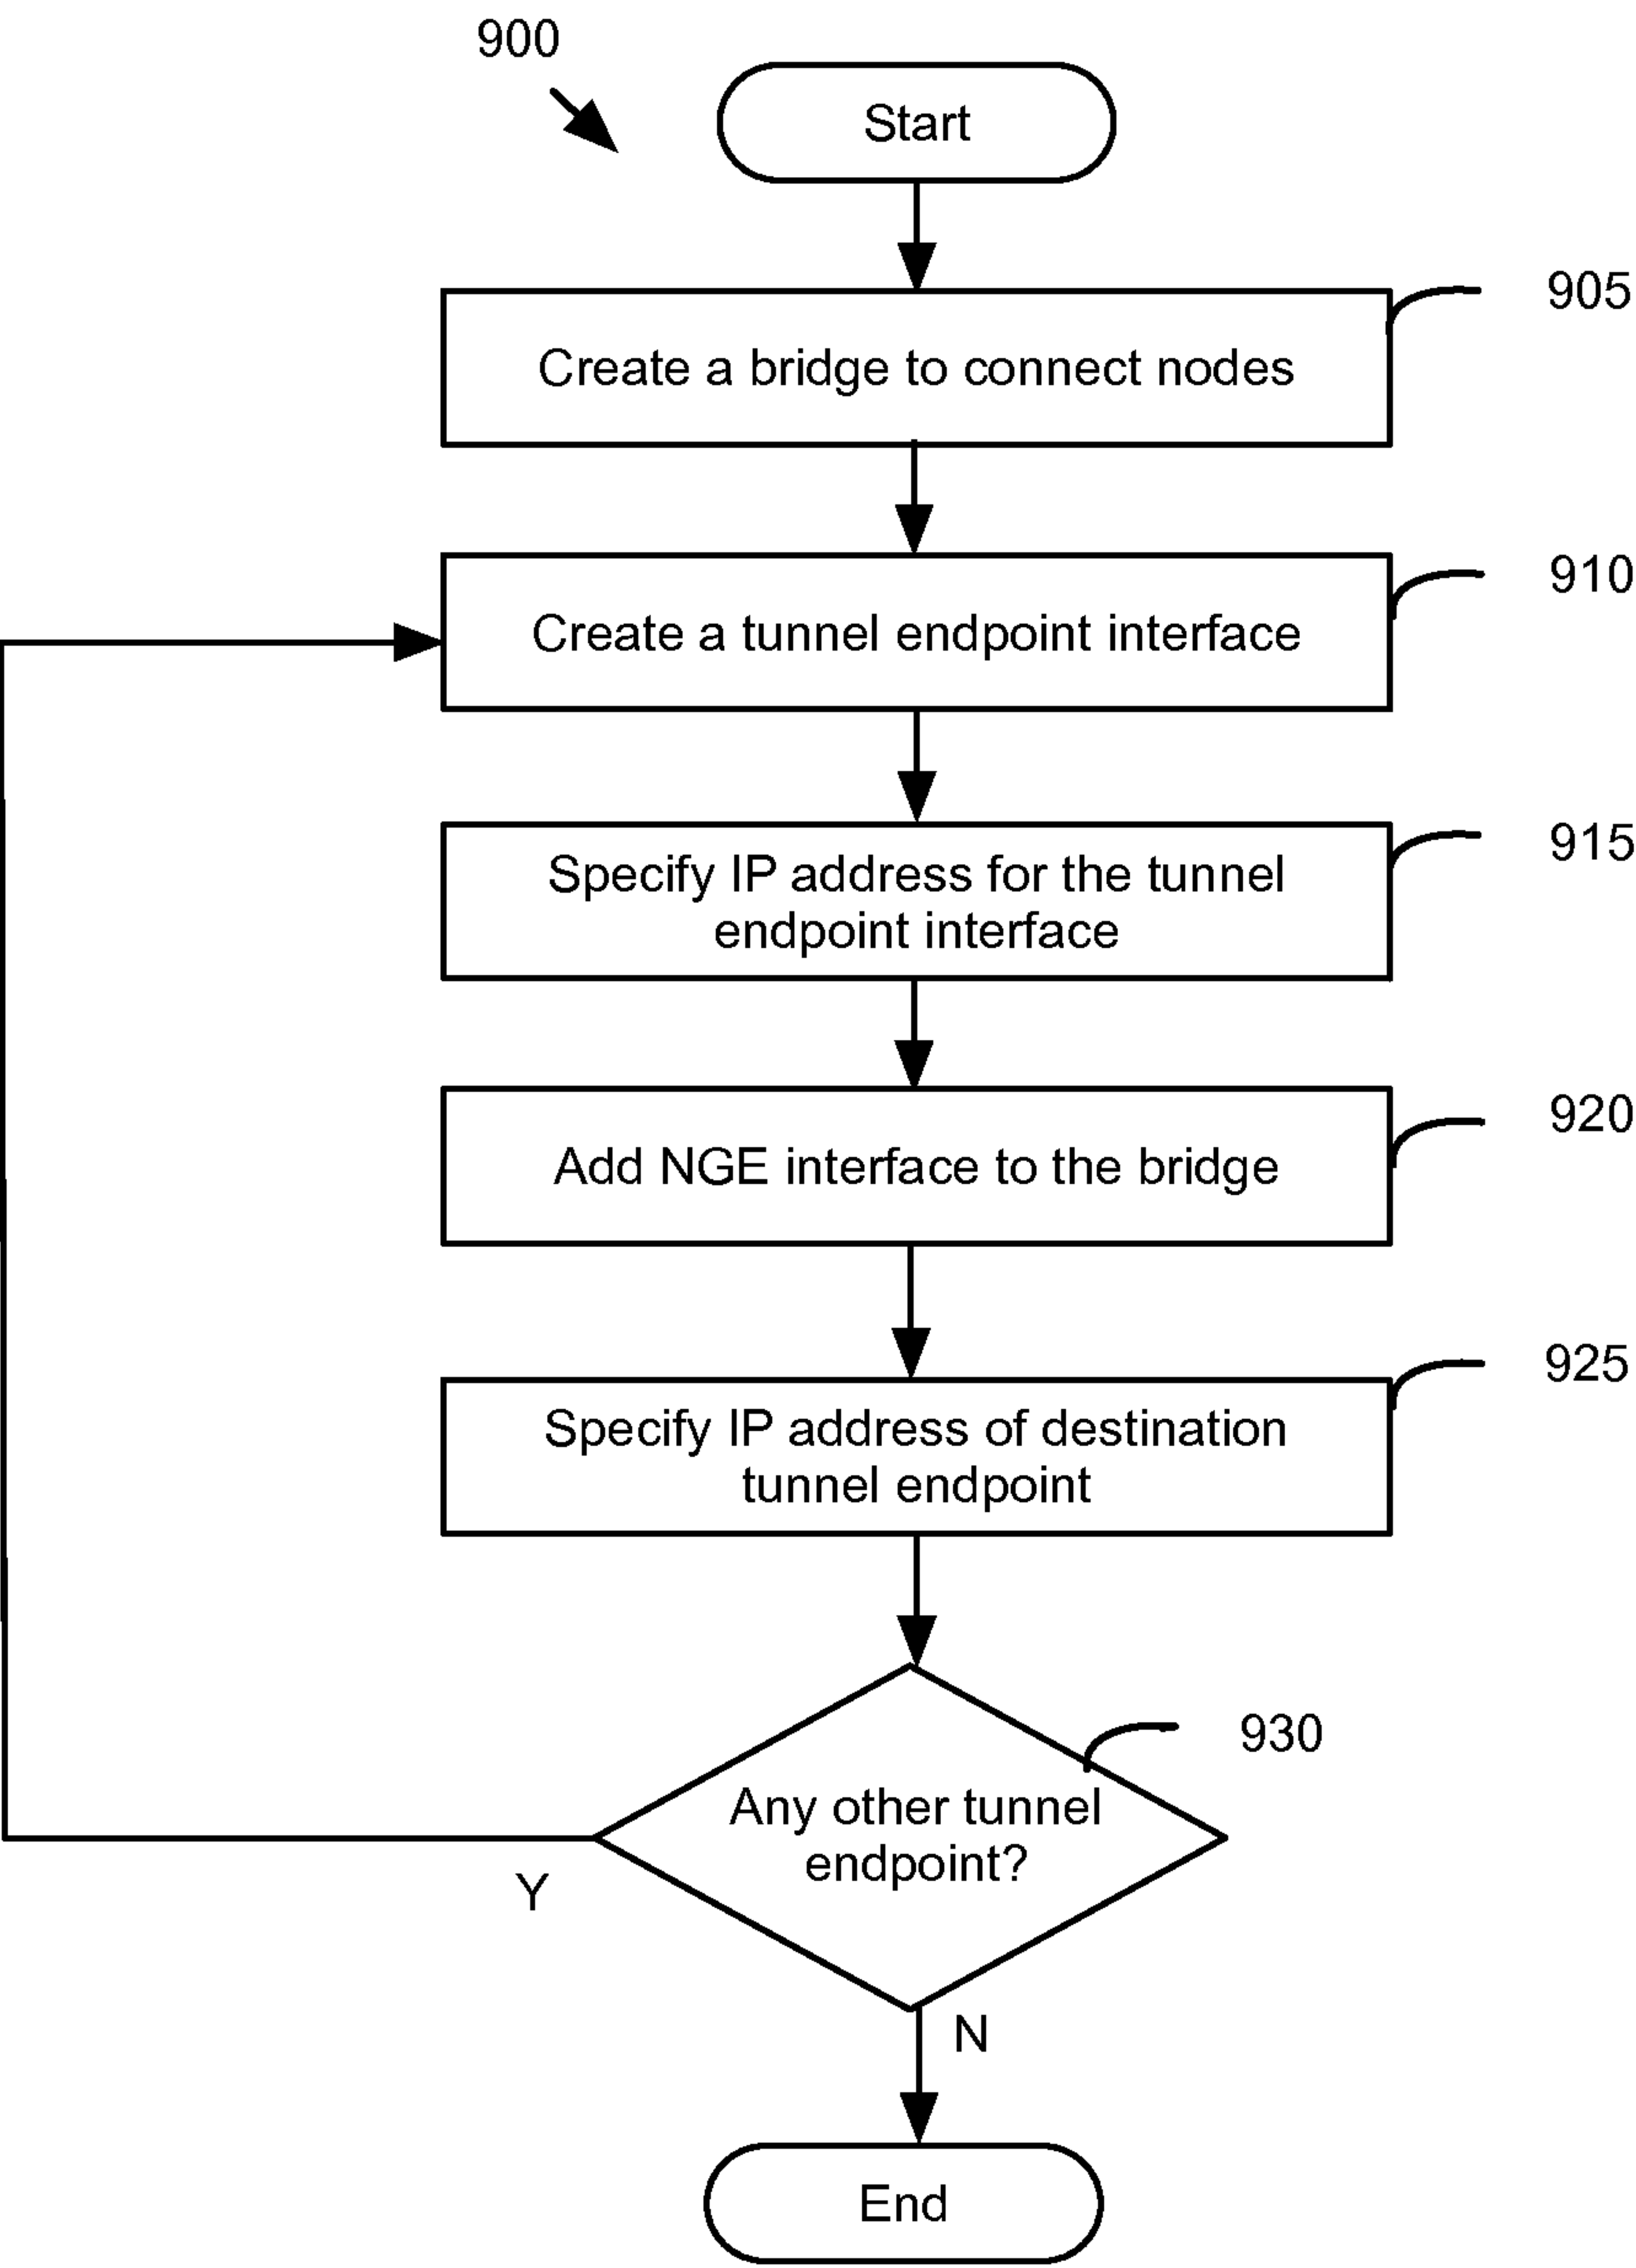 900
Start
905
Create a bridge to connect nodes
910
Create a tunnel endpoint interface
915
Specify IP address for the tunnel
endpoint interface
920
Add NGE interface to the bridge
925
Specify IP address of destination
tunnel endpoint
930
Any other tunnel
endpoint?
Y
N
End